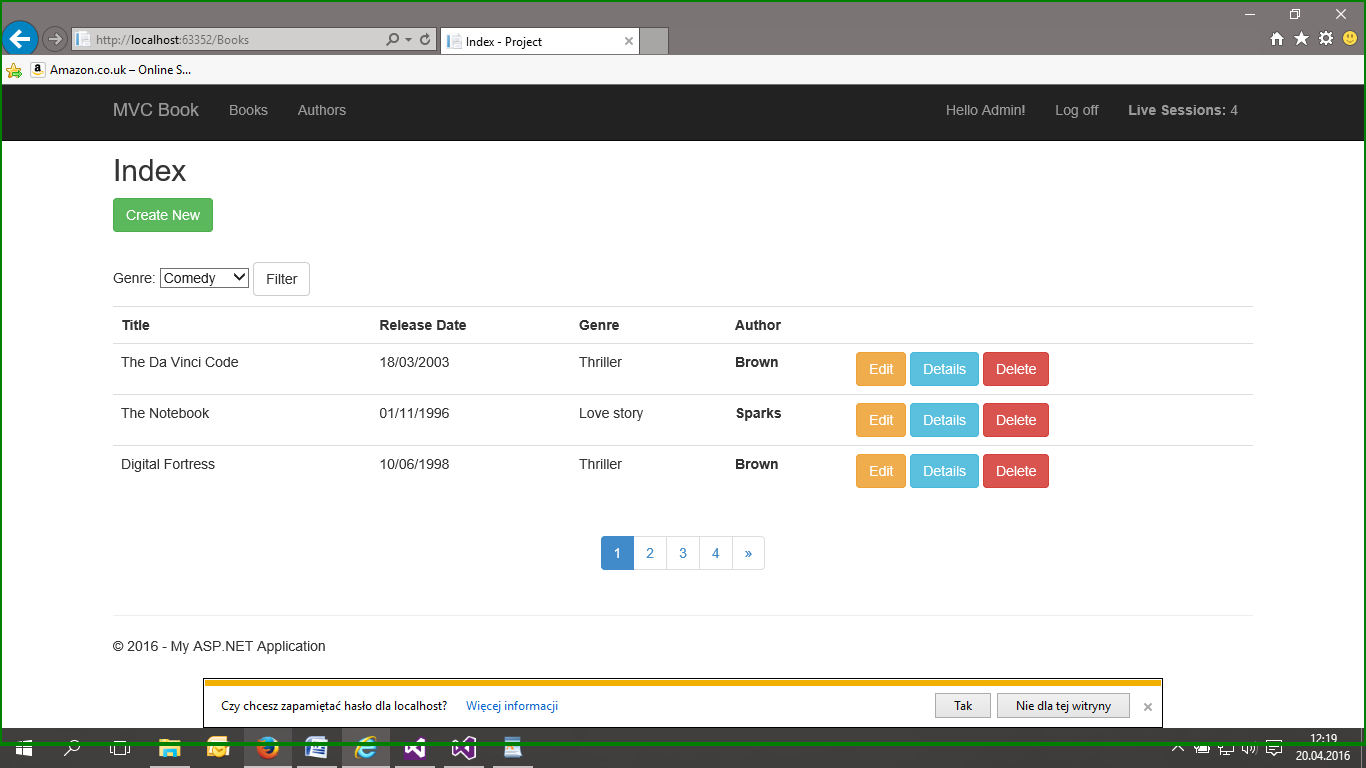 http://localhost:63352/Books
Index - Project
a Amazon.co.uk – Online S...
MVC Book Books Authors Hello Admin! Log off Live Sessions: 4
Index
Create New
Genre: Comedy Filter
Title Release Date Genre Author
The Da Vinci Code 18/03/2003 Thriller Brown Edit Details Delete
The Notebook 01/11/1996 Love story Sparks Edit Details Delete
Digital Fortress 10/06/1998 Thriller Brown Edit Details Delete
1 2 3 4 »
© 2016 - My ASP.NET Application
Czy chcesz zapamiętać hasło dla localhost? Więcej informacji Tak Nie dla tej witryny
12:19
20.04.2016